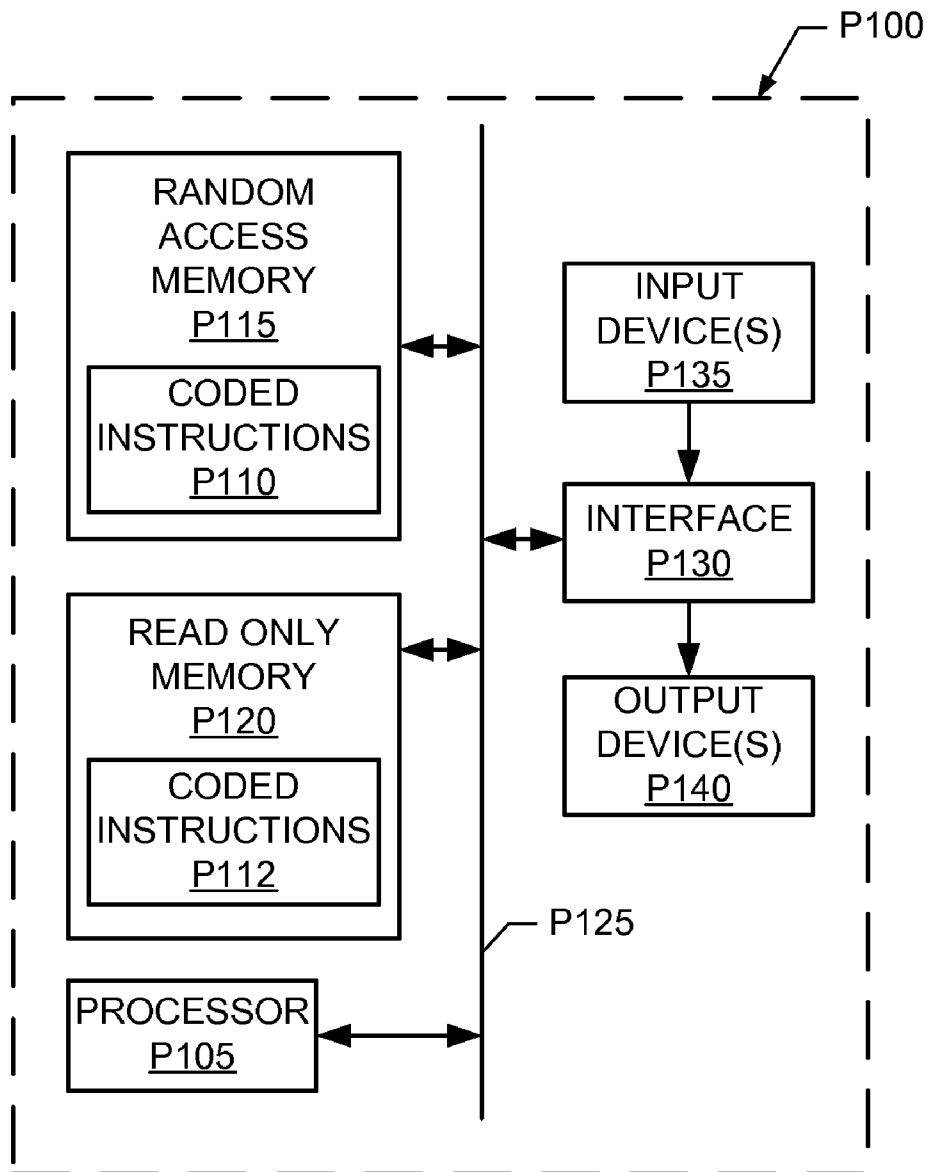 P100
RANDOM
ACCESS
MEMORY
P115
CODED
INSTRUCTIONS
P110
READ ONLY
MEMORY
P120
CODED
INSTRUCTIONS
P112
PROCESSOR
P105
P125
INPUT
DEVICE(S)
P135
INTERFACE
P130
OUTPUT
DEVICE(S)
P140